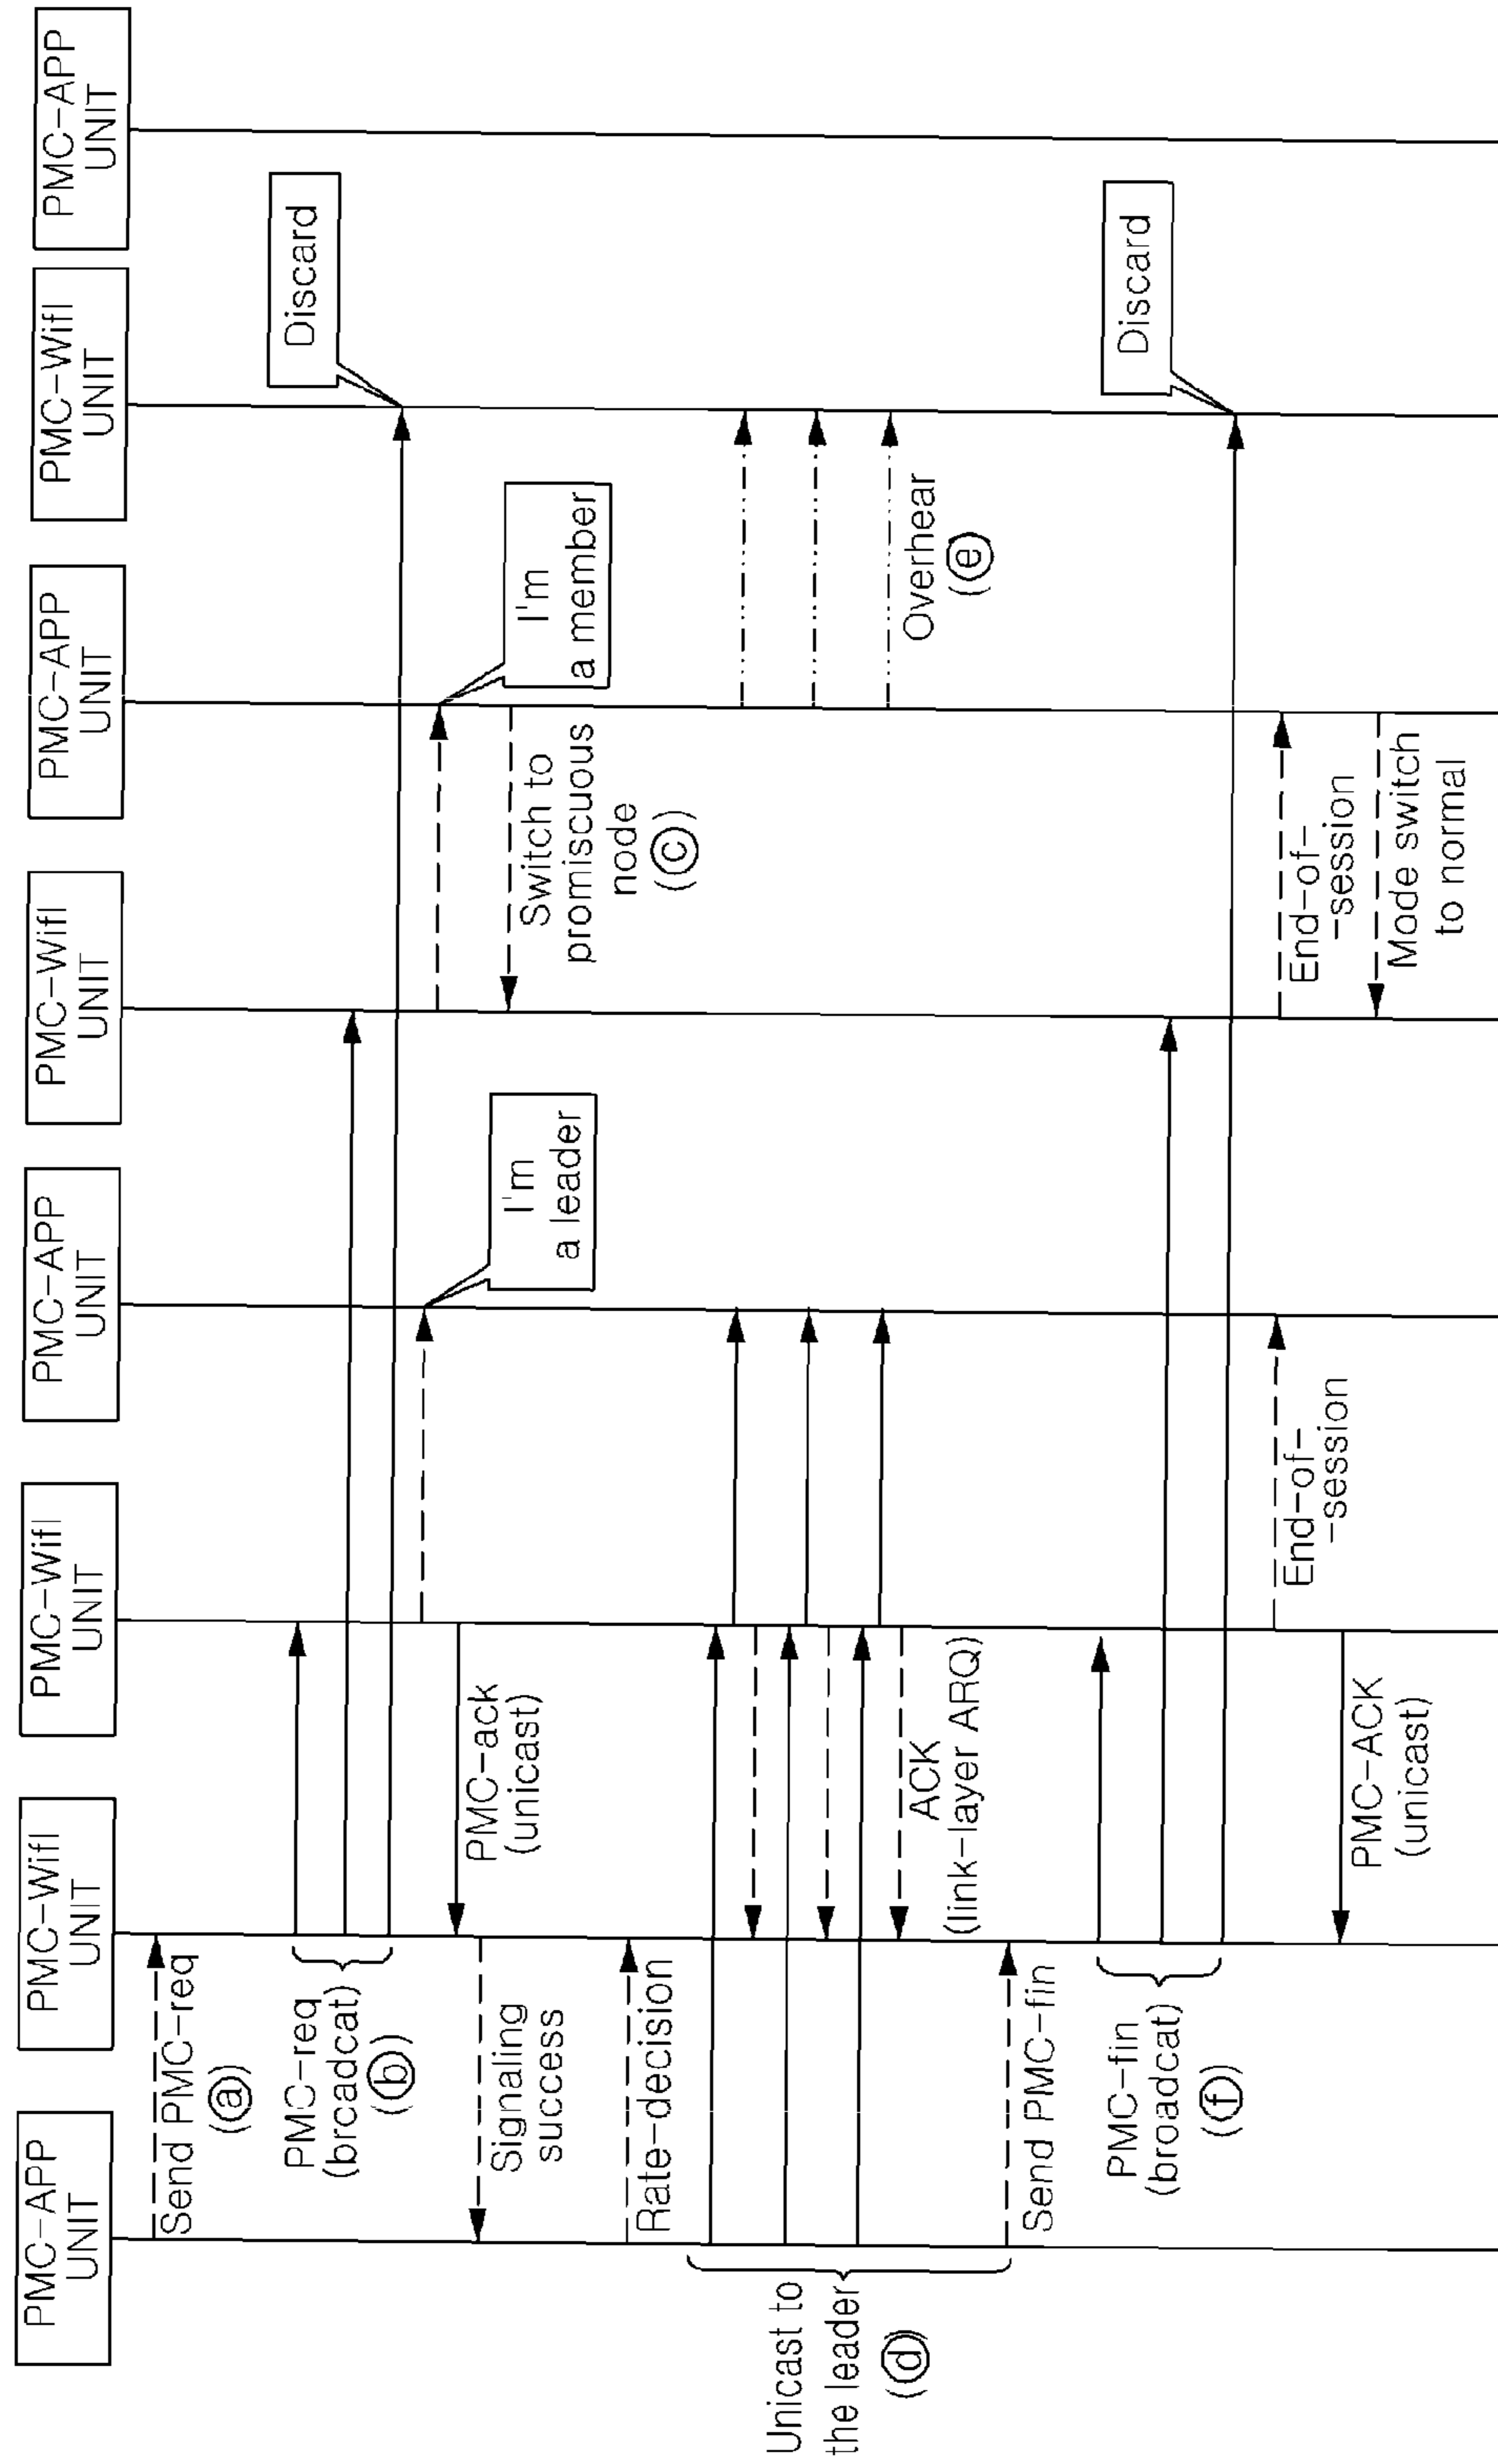 PMC-APP
UNIT
PMC-Wifi
UNIT
PMC-Wifi
UNIT
PMC-APP
UNIT
PMC-Wifi
UNIT
PMC-APP
UNIT
PMC-Wifi
UNIT
PMC-APP
UNIT
Send PMC-req
(ⓐ)
PMC-req
(brcadcat)
(ⓑ)
Discard
I'm
a leader
I'm
a member
PMC-ack
(unicast)
Signaling
success
Switch to
promiscuous
node
(ⓒ)
Rate-decision
Unicast to
the leader
(ⓓ)
ACK
(link-layer ARQ)
Overhear
(ⓔ)
Send PMC-fin
PMC-fin
(broadcat)
(ⓕ)
Discard
End-of-
-session
End-of-
-session
PMC-ACK
(unicast)
Mode switch
to normal